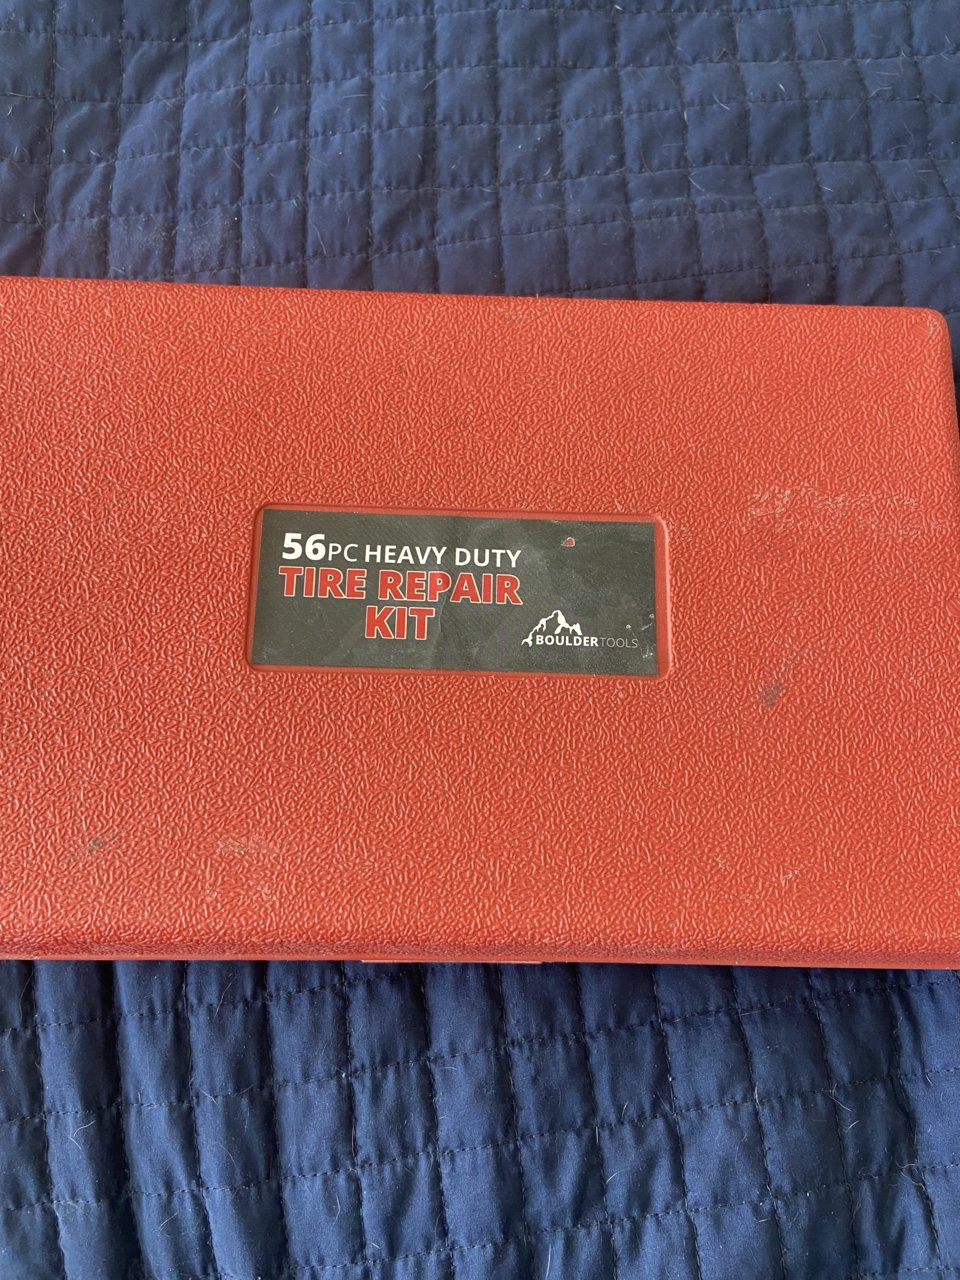 56PC HEAVY DUTY
TIRE REPAIR
KIT
BOULDERTOOLS